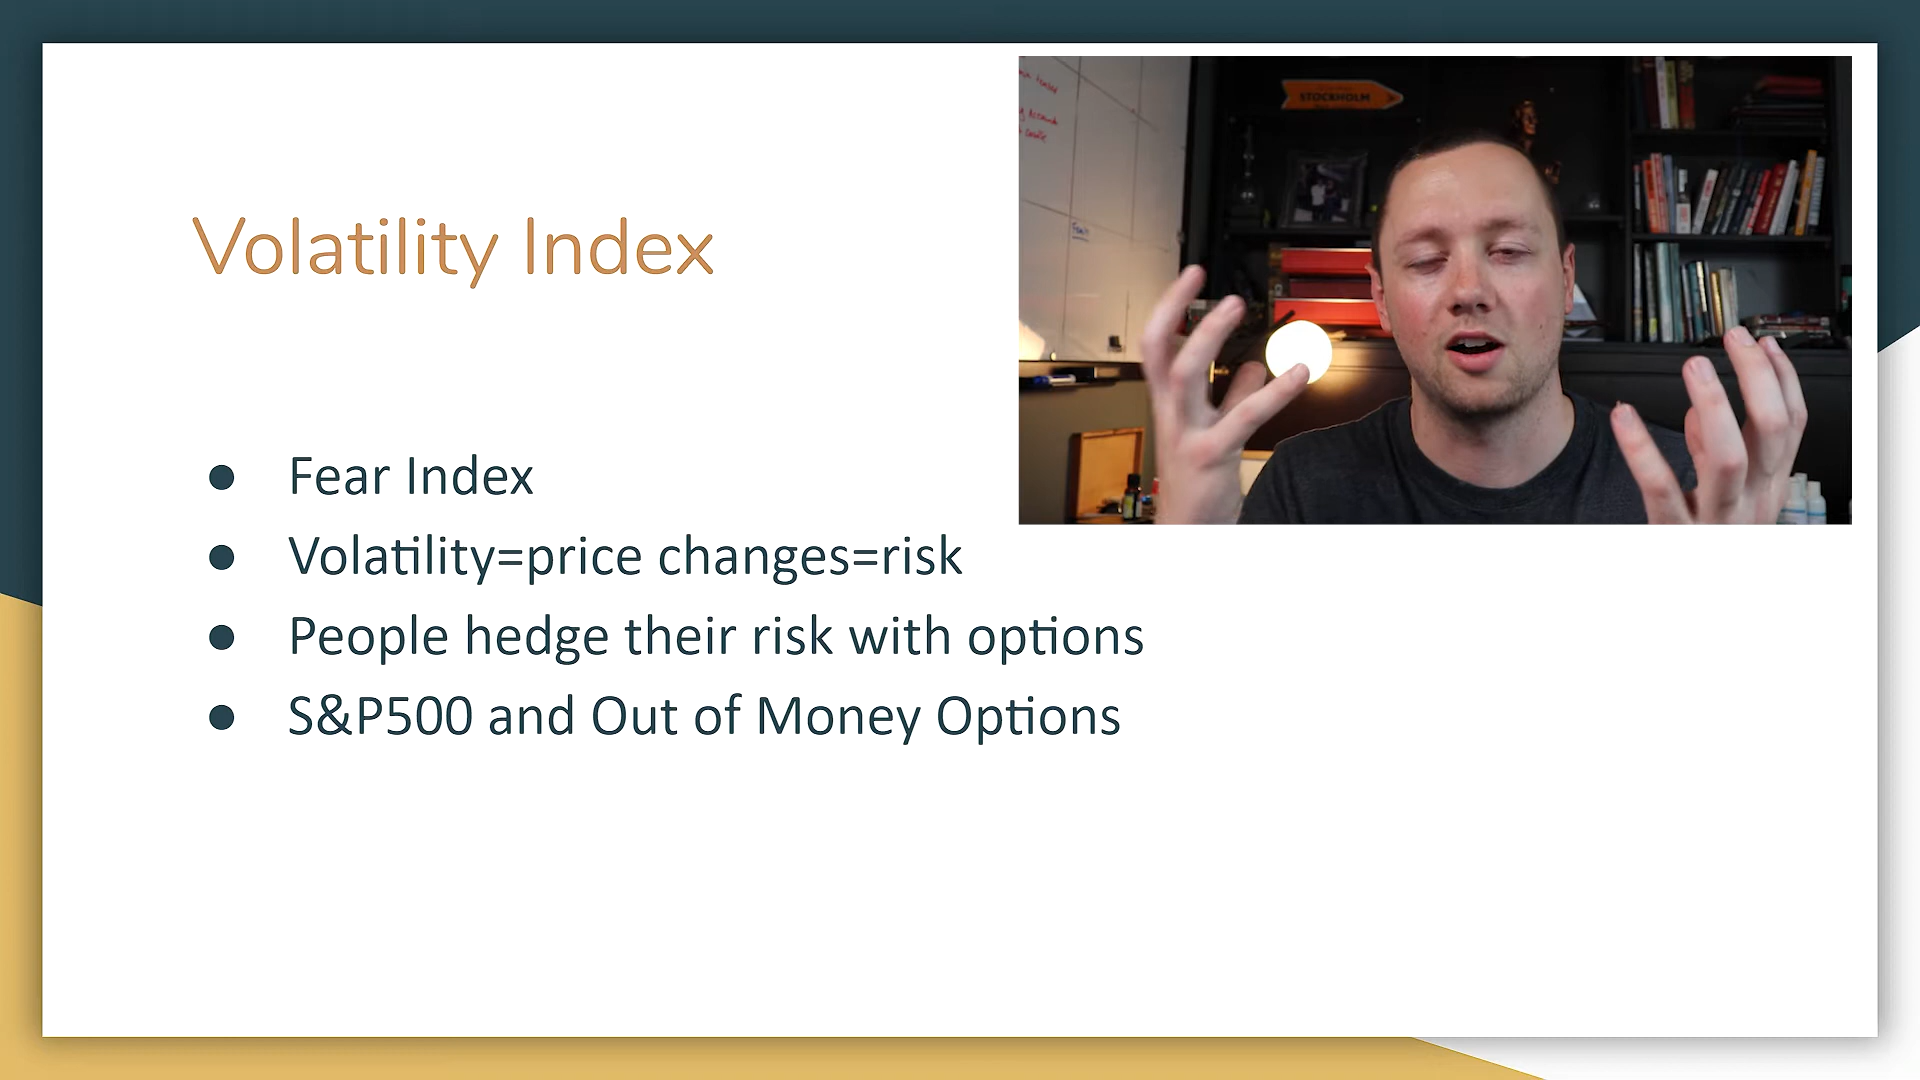 Volatility Index
STOCKHOLM
Fear Index
Volatility=price changes=risk
People hedge their risk with options
S&P500 and Out of Money Options